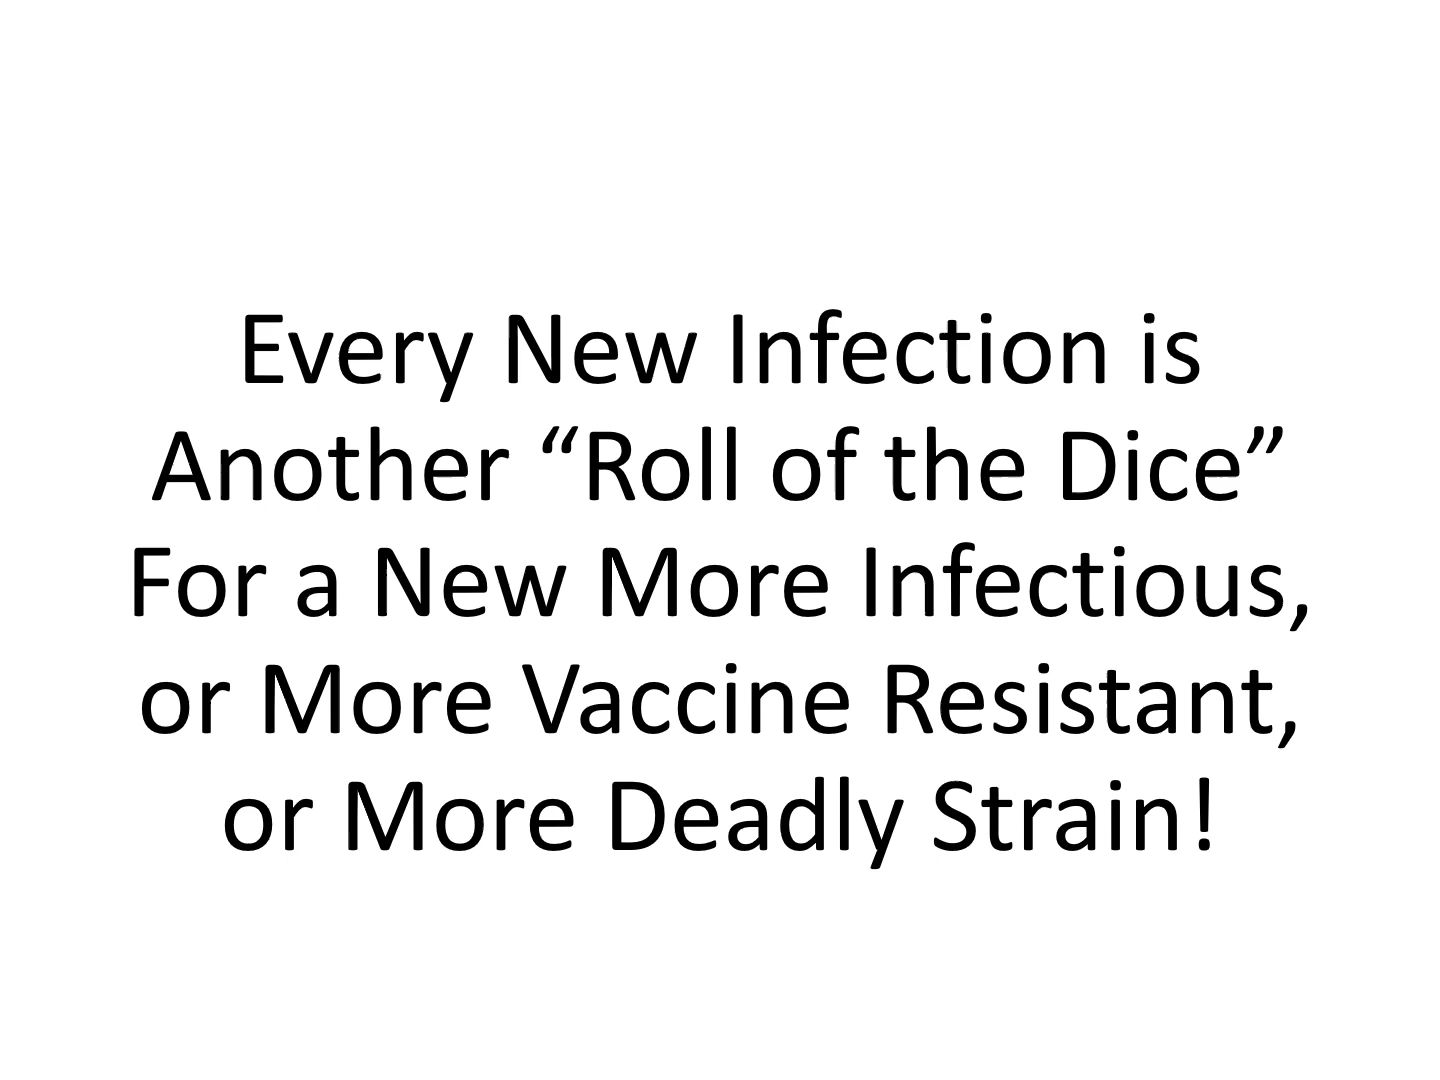 Every New Infection is
Another “Roll of the Dice”
For a New More Infectious,
or More Vaccine Resistant,
or More Deadly Strain!